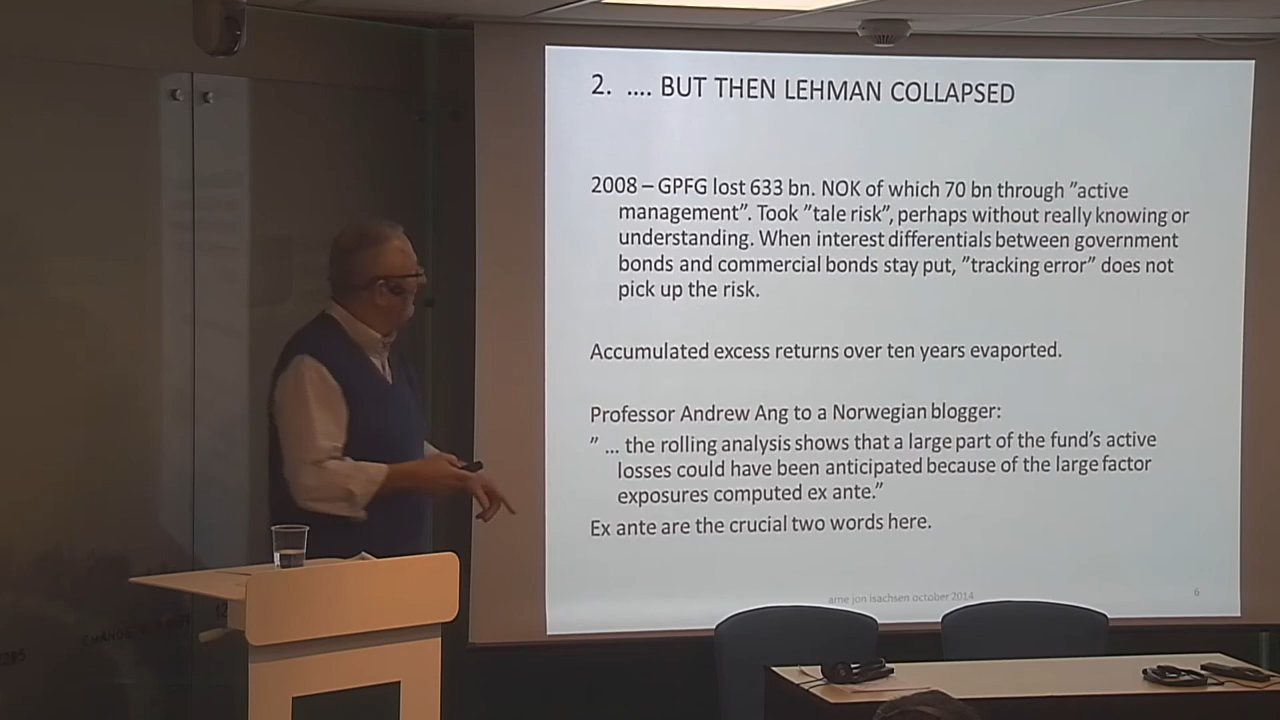 2. .... BUT THEN LEHMAN COLLAPSED
2008 – GPFG lost 633 bn. NOK of which 70 bn through ”active
management”. Took ”tale risk”, perhaps without really knowing or
understanding. When interest differentials between government
bonds and commercial bonds stay put, ”tracking error” does not
pick up the risk.
Accumulated excess returns over ten years evaported.
Professor Andrew Ang to a Norwegian blogger:
” ... the rolling analysis shows that a large part of the fund’s active
losses could have been anticipated because of the large factor
exposures computed ex ante.”
Ex ante are the crucial two words here.
arne jon isachsen october 2014
6